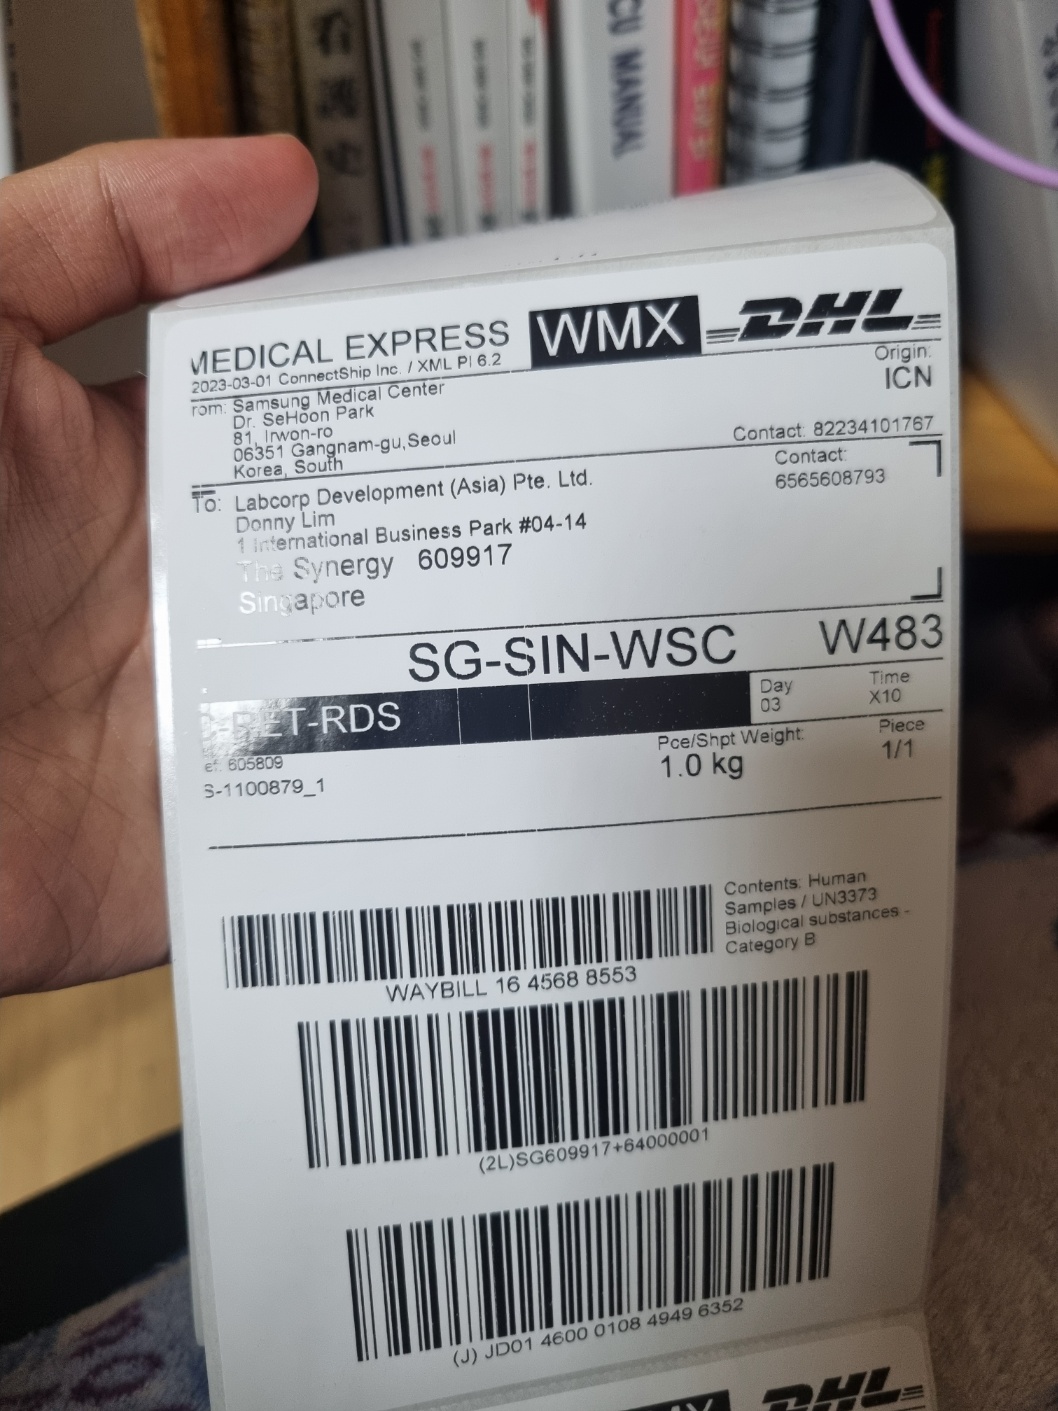 CU MANUAL
MEDICAL EXPRESS WMX DHL
2023-03-01 ConnectShip Inc. / XML PI 6.2
Origin:
ICN
rom: Samsung Medical Center
Dr. SeHoon Park
81, Irwon-ro
06351 Gangnam-gu,Seoul
Korea, South
Contact: 82234101767
To: Labcorp Development (Asia) Pte. Ltd.
Donny Lim
1 International Business Park #04-14
The Synergy 609917
Singapore
Contact:
6565608793
SG-SIN-WSC W483
RET-RDS
Day
03
Time
X10
ef: 605809
S-1100879_1
Pce/Shpt Weight:
1.0 kg
Piece
1/1
Contents: Human
Samples / UN3373
Biological substances -
Category B
WAYBILL 16 4568 8553
(2L)SG609917+64000001
(J) JD01 4600 0108 4949 6352
DHL